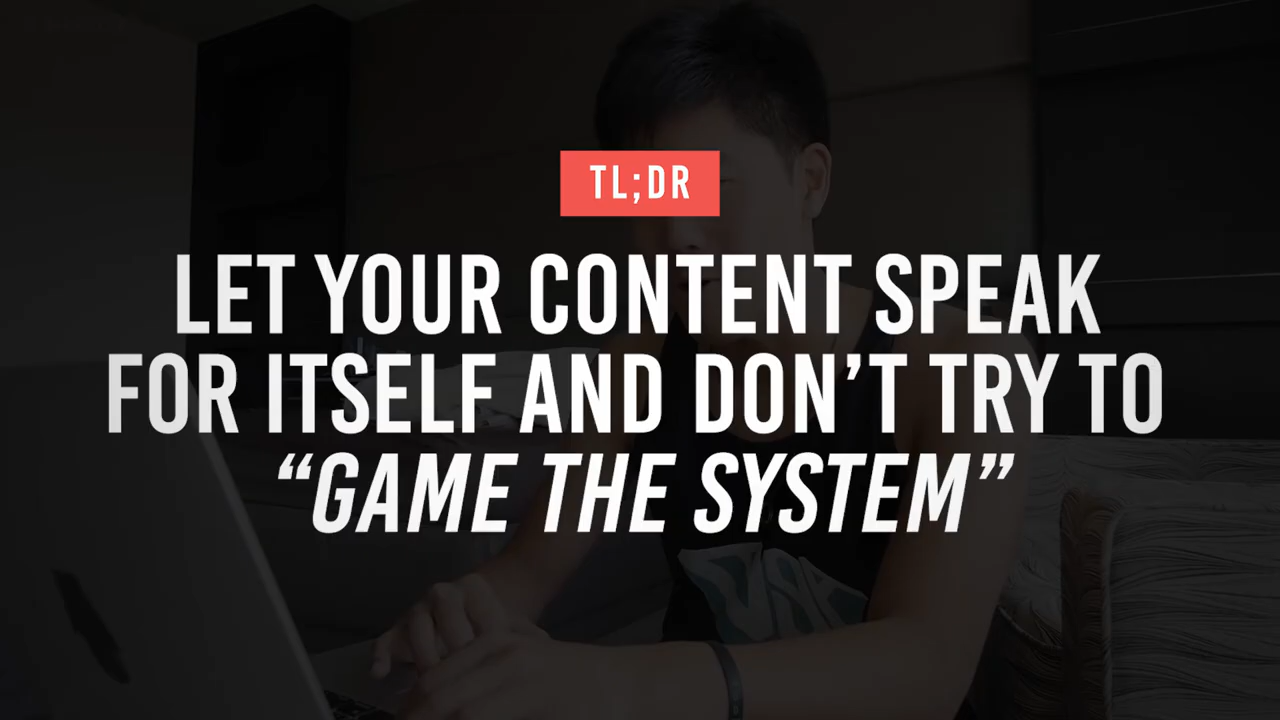 TL;DR
LET YOUR CONTENT SPEAK
FOR ITSELF AND DON’T TRY TO
“GAME THE SYSTEM”